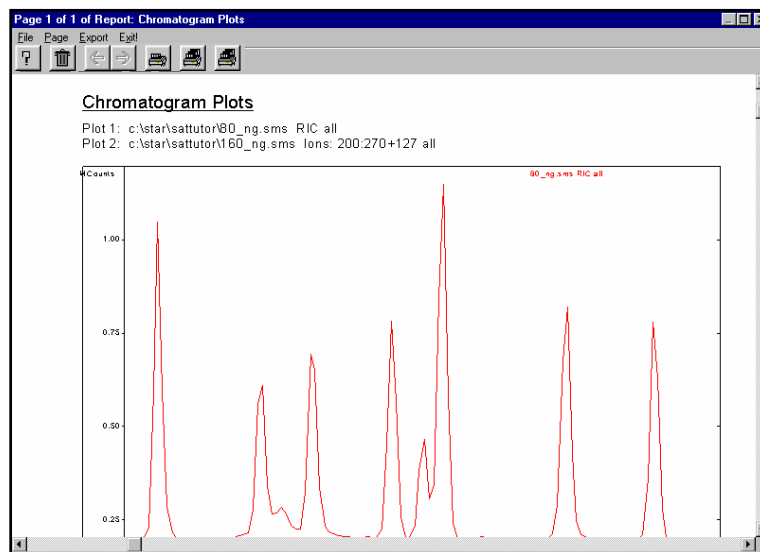 Page 1 of 1 of Report: Chromatogram Plots
File Page Export Exit!
?
Chromatogram Plots
Plot 1: c:\star\sattutor\80_ng.sms RIC all
Plot 2: c:\star\sattutor\160_ng.sms Ions: 200:270+127 all
MCounts
80_ng.sms RIC all
1.00
0.75
0.50
0.25